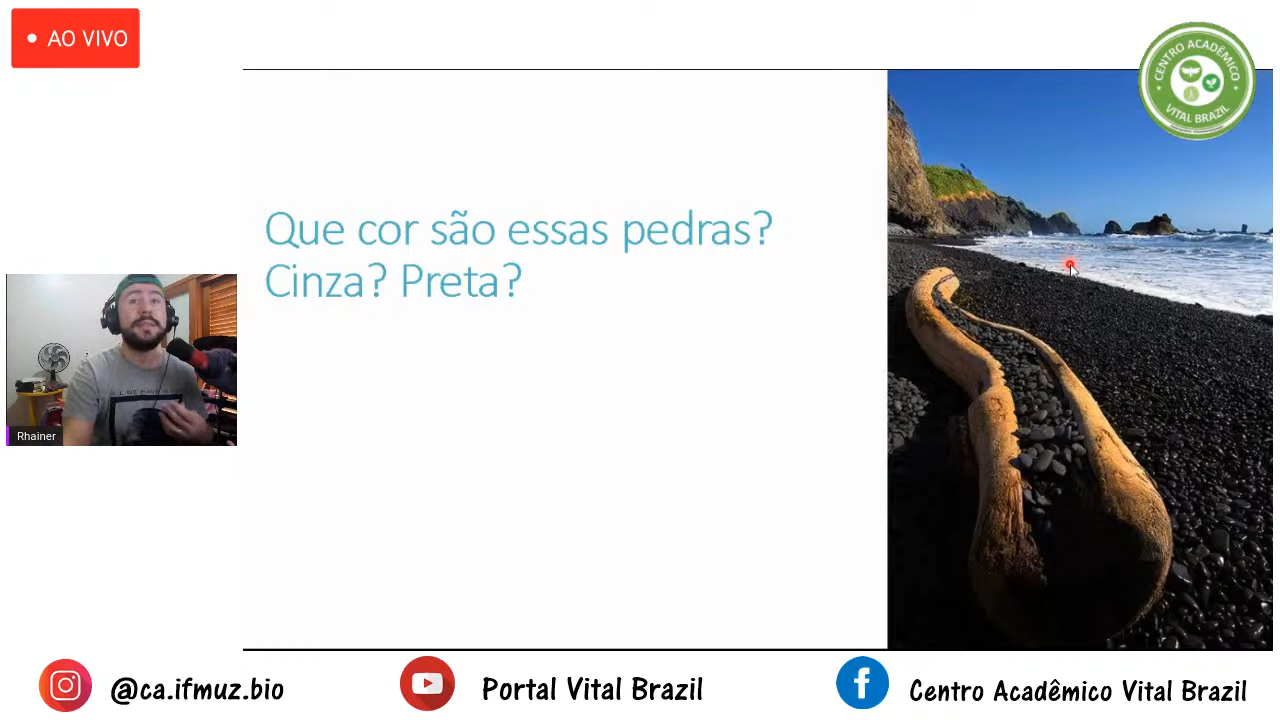 AO VIVO
CENTRO ACADÊMICO
VITAL BRAZIL
Que cor são essas pedras?
Cinza? Preta?
Rhainer
@ca.ifmuz.bio
Portal Vital Brazil
Centro Acadêmico Vital Brazil